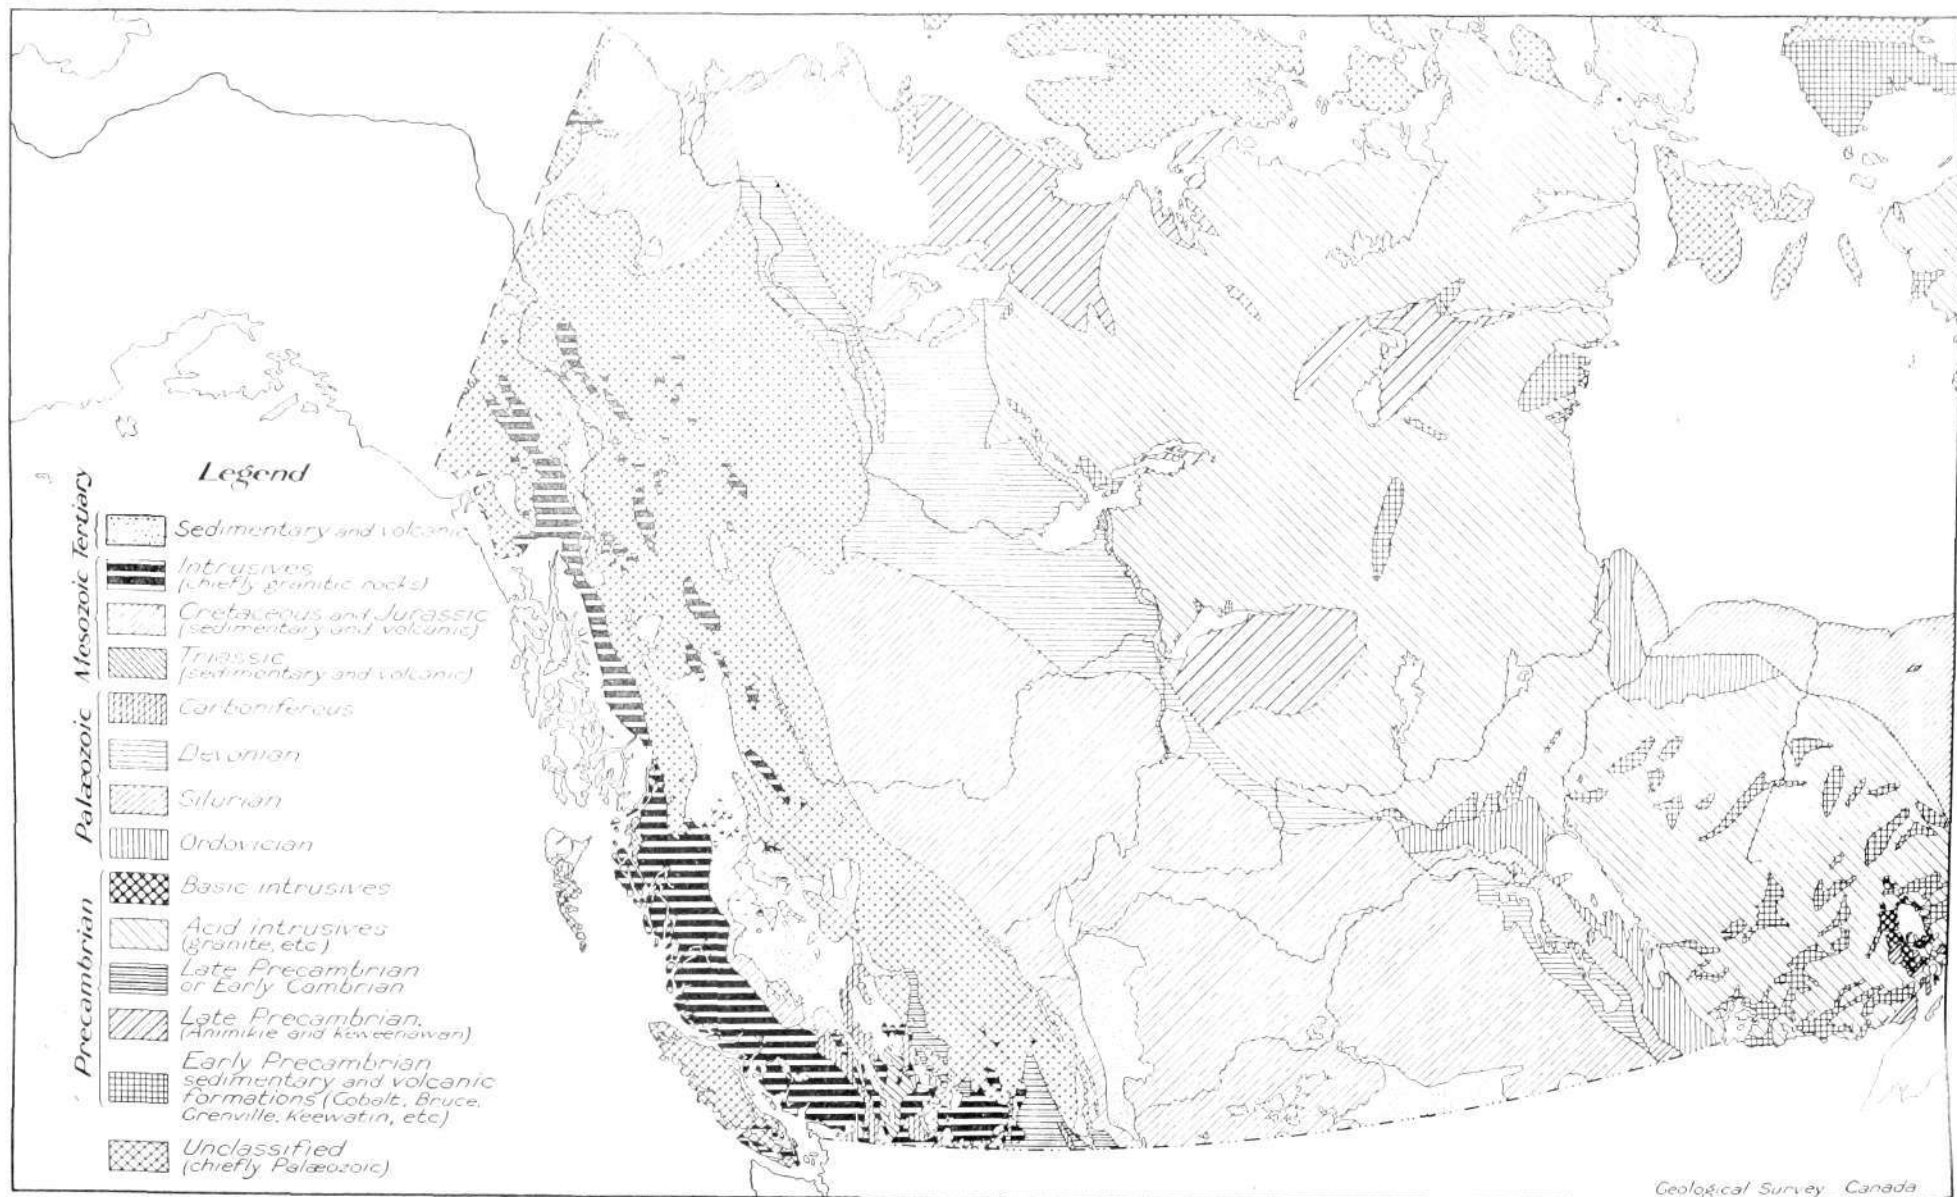 Legend
Tertiary
Sedimentary and volcanic
Mesozoic
Intrusives
(chiefly granitic rocks)
Cretaceous and Jurassic
(sedimentary and volcanic)
Triassic
(sedimentary and volcanic)
Palæozoic
Carboniferous
Devonian
Silurian
Ordovician
Precambrian
Basic intrusives
Acid intrusives
(granite, etc)
Late Precambrian
or Early Cambrian
Late Precambrian.
(Animikie and Keweenawan)
Early Precambrian
sedimentary and volcanic
formations (Cobalt, Bruce,
Grenville, Keewatin, etc)
Unclassified
(chiefly Palæozoic)
Geological Survey Canada